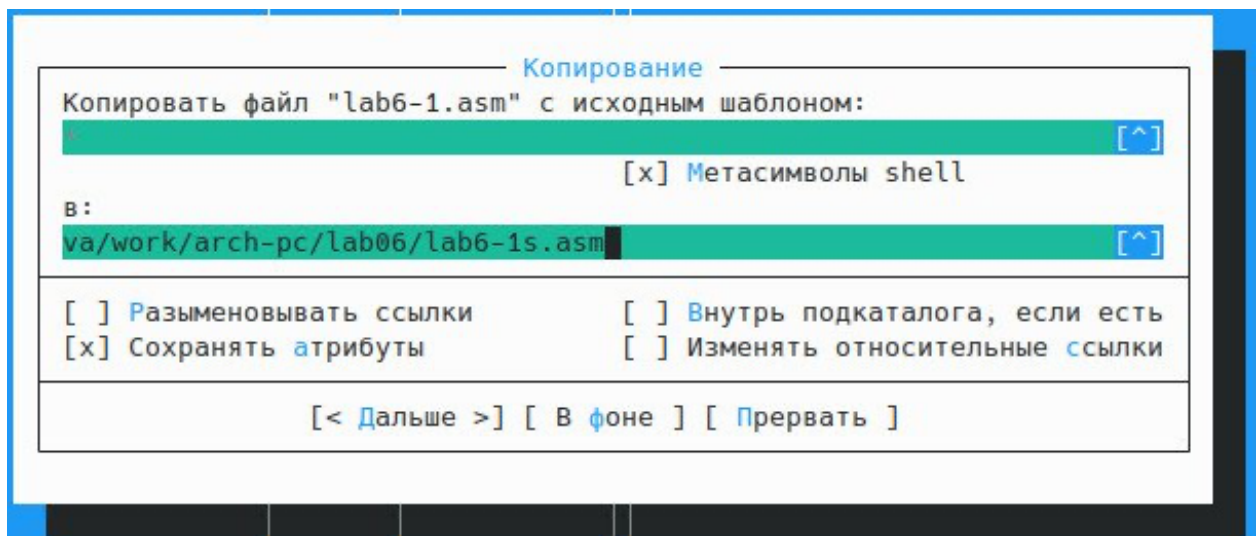 Копирование
Копировать файл "lab6-1.asm" с исходным шаблоном:
*
[^]
[x] Метасимволы shell
в:
va/work/arch-pc/lab06/lab6-1s.asm [^]
[ ] Разыменовывать ссылки [ ] Внутрь подкаталога, если есть
[x] Сохранять атрибуты [ ] Изменять относительные ссылки
[< Дальше >] [ В фоне ] [ Прервать ]